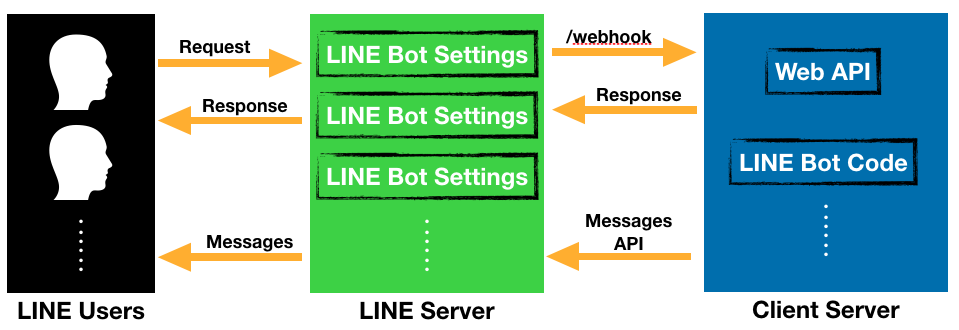 Request
Response
Messages
LINE Users
LINE Bot Settings
LINE Bot Settings
LINE Bot Settings
LINE Server
/webhook
Response
Messages
API
Web API
LINE Bot Code
Client Server